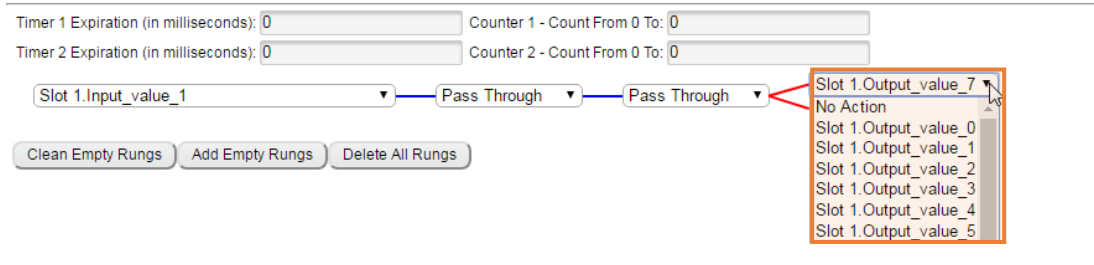 Timer 1 Expiration (in milliseconds): 0 Counter 1 - Count From 0 To: 0
Timer 2 Expiration (in milliseconds): 0 Counter 2 - Count From 0 To: 0
Slot 1.Input_value_1 Pass Through Pass Through Slot 1.Output_value_7
No Action
Slot 1.Output_value_0
Slot 1.Output_value_1
Slot 1.Output_value_2
Slot 1.Output_value_3
Slot 1.Output_value_4
Slot 1.Output_value_5
Clean Empty Rungs Add Empty Rungs Delete All Rungs